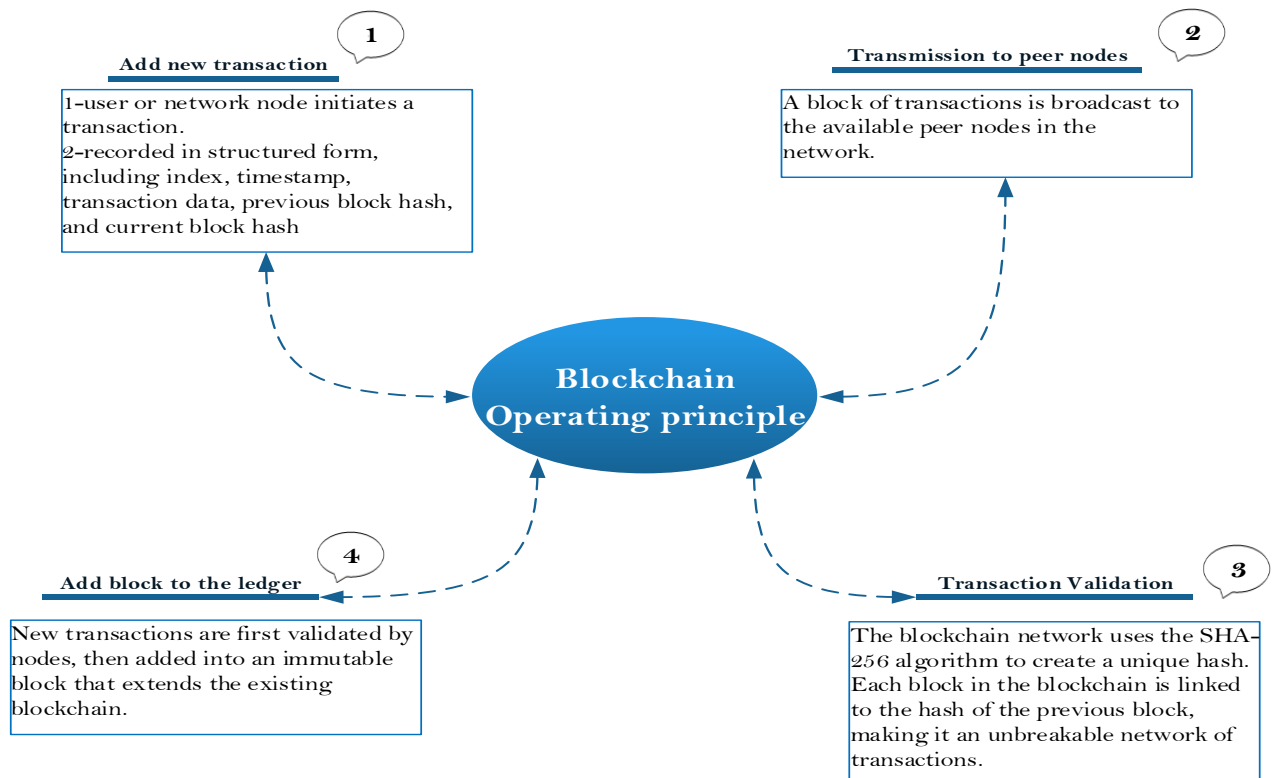 1
Add new transaction
1-user or network node initiates a
transaction.
2-recorded in structured form,
including index, timestamp,
transaction data, previous block hash,
and current block hash
2
Transmission to peer nodes
A block of transactions is broadcast to
the available peer nodes in the
network.
Blockchain
Operating principle
4
Add block to the ledger
New transactions are first validated by
nodes, then added into an immutable
block that extends the existing
blockchain.
3
Transaction Validation
The blockchain network uses the SHA-
256 algorithm to create a unique hash.
Each block in the blockchain is linked
to the hash of the previous block,
making it an unbreakable network of
transactions.